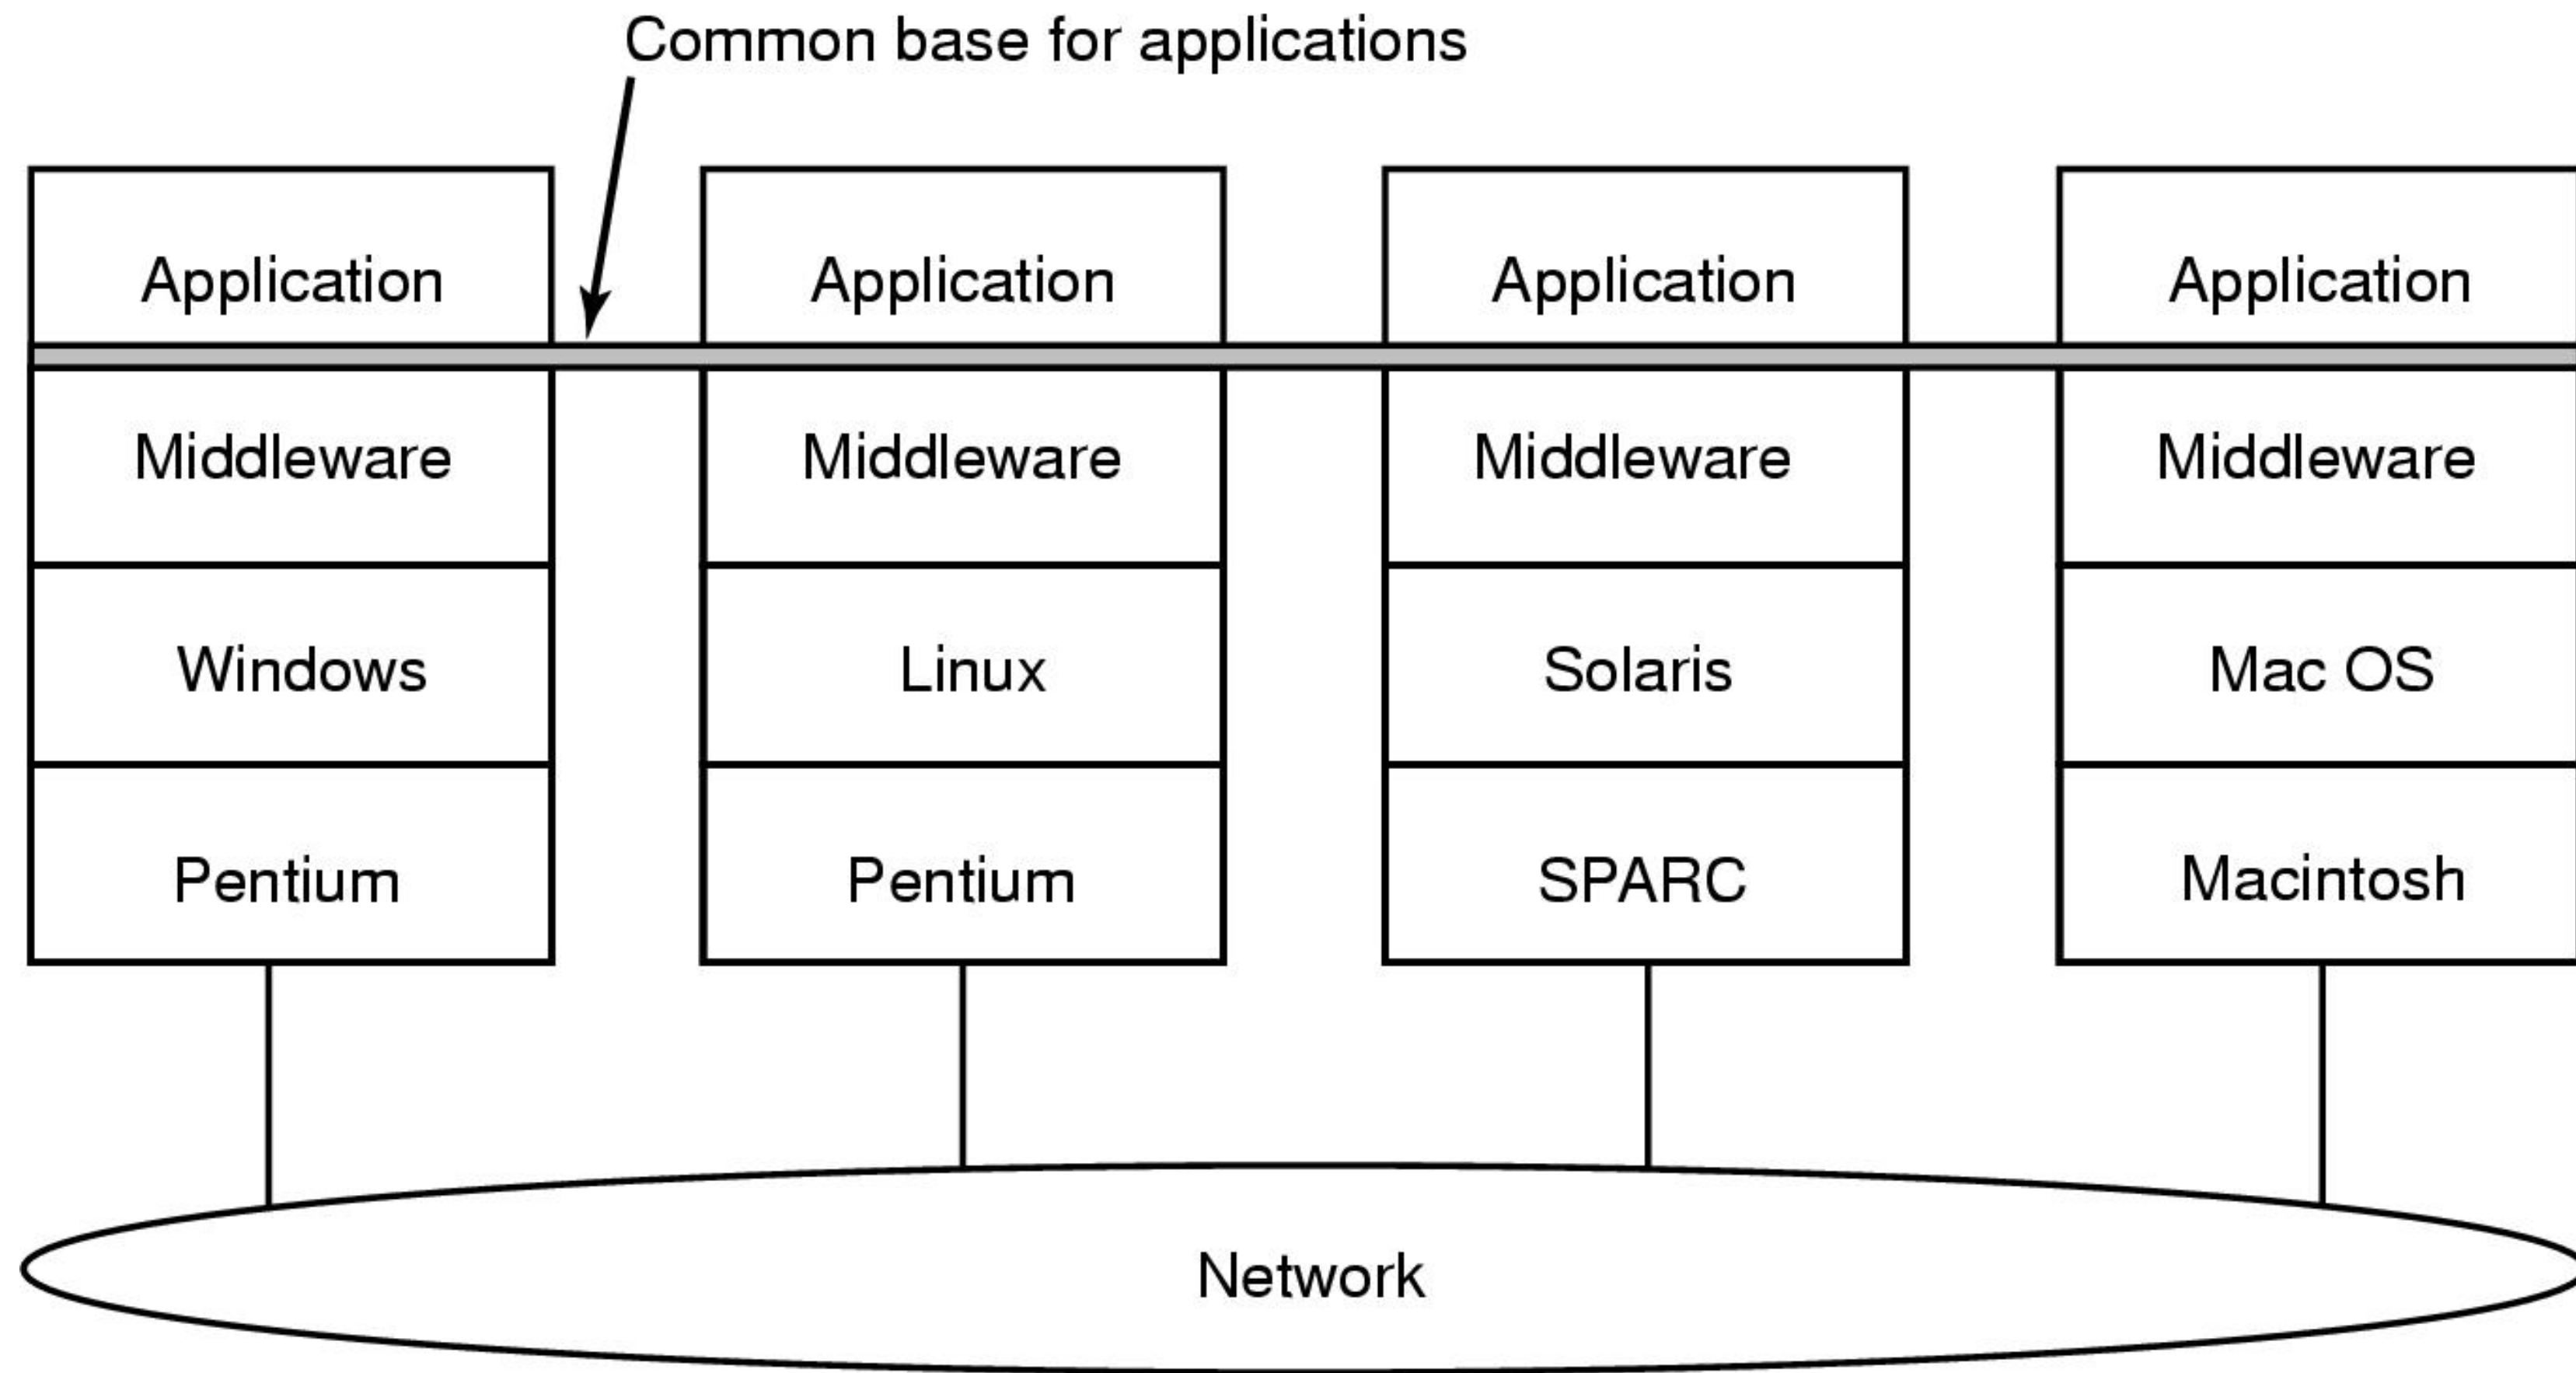 Common base for applications
Application Application Application Application
Middleware Middleware Middleware Middleware
Windows Linux Solaris Mac OS
Pentium Pentium SPARC Macintosh
Network